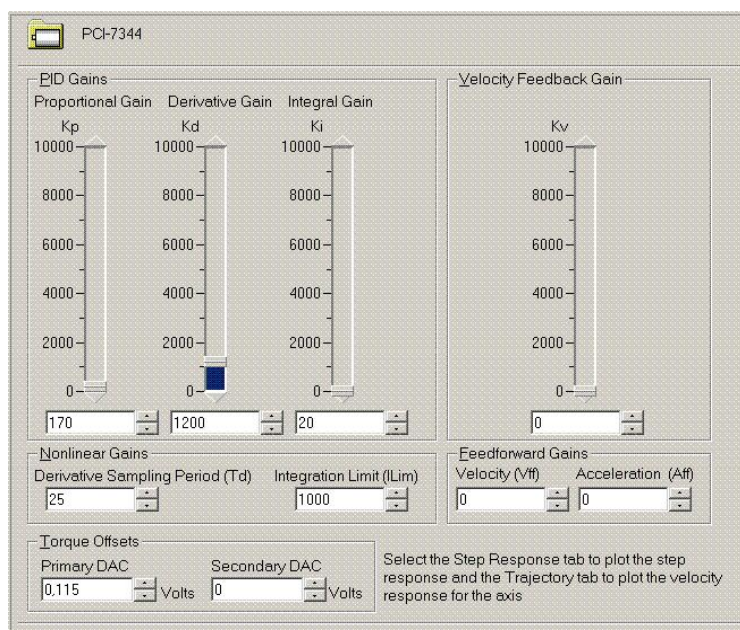 PCI-7344
PID Gains
Proportional Gain Derivative Gain Integral Gain
Kp Kd Ki
10000 10000 10000
8000 8000 8000
6000 6000 6000
4000 4000 4000
2000 2000 2000
0 0 0
170 1200 20
Velocity Feedback Gain
Kv
10000
8000
6000
4000
2000
0
0
Nonlinear Gains
Derivative Sampling Period (Td) Integration Limit (ILim)
25 1000
Feedforward Gains
Velocity (Vff) Acceleration (Aff)
0 0
Torque Offsets
Primary DAC Secondary DAC
0,115 Volts 0 Volts
Select the Step Response tab to plot the step
response and the Trajectory tab to plot the velocity
response for the axis